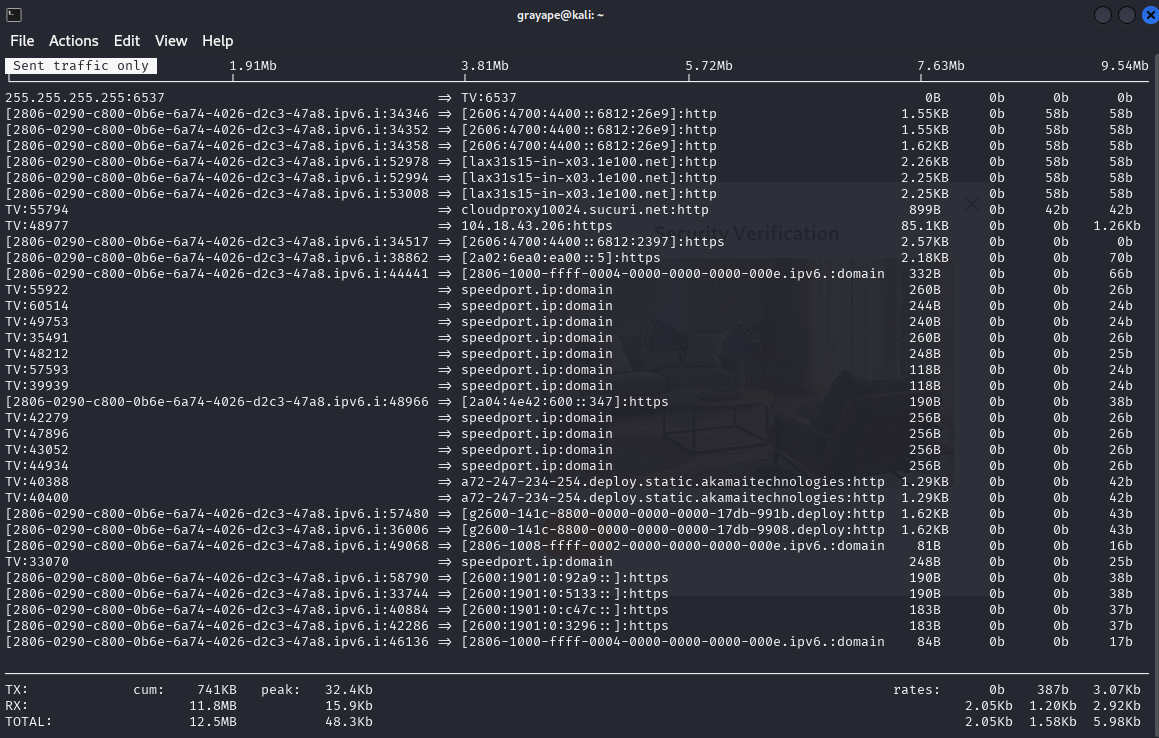 grayape@kali: ~
File Actions Edit View Help
Sent traffic only 1.91Mb 3.81Mb 5.72Mb 7.63Mb 9.54Mb
255.255.255.255:6537 => TV:6537 0B 0b 0b 0b
[2806-0290-c800-0b6e-6a74-4026-d2c3-47a8.ipv6.i:34346 => [2606:4700:4400::6812:26e9]:http 1.55KB 0b 58b 58b
[2806-0290-c800-0b6e-6a74-4026-d2c3-47a8.ipv6.i:34352 => [2606:4700:4400::6812:26e9]:http 1.55KB 0b 58b 58b
[2806-0290-c800-0b6e-6a74-4026-d2c3-47a8.ipv6.i:34358 => [2606:4700:4400::6812:26e9]:http 1.62KB 0b 58b 58b
[2806-0290-c800-0b6e-6a74-4026-d2c3-47a8.ipv6.i:52978 => [lax31s15-in-x03.1e100.net]:http 2.26KB 0b 58b 58b
[2806-0290-c800-0b6e-6a74-4026-d2c3-47a8.ipv6.i:52994 => [lax31s15-in-x03.1e100.net]:http 2.25KB 0b 58b 58b
[2806-0290-c800-0b6e-6a74-4026-d2c3-47a8.ipv6.i:53008 => [lax31s15-in-x03.1e100.net]:http 2.25KB 0b 58b 58b
TV:55794 => cloudproxy10024.sucuri.net:http 899B 0b 42b 42b
TV:48977 => 104.18.43.206:https 85.1KB 0b 0b 1.26Kb
Security Verification
[2806-0290-c800-0b6e-6a74-4026-d2c3-47a8.ipv6.i:34517 => [2606:4700:4400::6812:2397]:https 2.57KB 0b 0b 0b
[2806-0290-c800-0b6e-6a74-4026-d2c3-47a8.ipv6.i:38862 => [2a02:6ea0:ea00::5]:https 2.18KB 0b 0b 70b
[2806-0290-c800-0b6e-6a74-4026-d2c3-47a8.ipv6.i:44441 => [2806-1000-ffff-0004-0000-0000-0000-000e.ipv6.:domain 332B 0b 0b 66b
TV:55922 => speedport.ip:domain 260B 0b 0b 26b
TV:60514 => speedport.ip:domain 244B 0b 0b 24b
TV:49753 => speedport.ip:domain 240B 0b 0b 24b
TV:35491 => speedport.ip:domain 260B 0b 0b 26b
TV:48212 => speedport.ip:domain 248B 0b 0b 25b
TV:57593 => speedport.ip:domain 118B 0b 0b 24b
TV:39939 => speedport.ip:domain 118B 0b 0b 24b
[2806-0290-c800-0b6e-6a74-4026-d2c3-47a8.ipv6.i:48966 => [2a04:4e42:600::347]:https 190B 0b 0b 38b
TV:42279 => speedport.ip:domain 256B 0b 0b 26b
TV:47896 => speedport.ip:domain 256B 0b 0b 26b
TV:43052 => speedport.ip:domain 256B 0b 0b 26b
TV:44934 => speedport.ip:domain 256B 0b 0b 26b
TV:40388 => a72-247-234-254.deploy.static.akamaitechnologies:http 1.29KB 0b 0b 42b
TV:40400 => a72-247-234-254.deploy.static.akamaitechnologies:http 1.29KB 0b 0b 42b
[2806-0290-c800-0b6e-6a74-4026-d2c3-47a8.ipv6.i:57480 => [g2600-141c-8800-0000-0000-0000-17db-991b.deploy:http 1.62KB 0b 0b 43b
[2806-0290-c800-0b6e-6a74-4026-d2c3-47a8.ipv6.i:36006 => [g2600-141c-8800-0000-0000-0000-17db-9908.deploy:http 1.62KB 0b 0b 43b
[2806-0290-c800-0b6e-6a74-4026-d2c3-47a8.ipv6.i:49068 => [2806-1008-ffff-0002-0000-0000-0000-000e.ipv6.:domain 81B 0b 0b 16b
TV:33070 => speedport.ip:domain 248B 0b 0b 25b
[2806-0290-c800-0b6e-6a74-4026-d2c3-47a8.ipv6.i:58790 => [2600:1901:0:92a9::]:https 190B 0b 0b 38b
[2806-0290-c800-0b6e-6a74-4026-d2c3-47a8.ipv6.i:33744 => [2600:1901:0:5133::]:https 190B 0b 0b 38b
[2806-0290-c800-0b6e-6a74-4026-d2c3-47a8.ipv6.i:40884 => [2600:1901:0:c47c::]:https 183B 0b 0b 37b
[2806-0290-c800-0b6e-6a74-4026-d2c3-47a8.ipv6.i:42286 => [2600:1901:0:3296::]:https 183B 0b 0b 37b
[2806-0290-c800-0b6e-6a74-4026-d2c3-47a8.ipv6.i:46136 => [2806-1000-ffff-0004-0000-0000-0000-000e.ipv6.:domain 84B 0b 0b 17b
TX: cum: 741KB peak: 32.4Kb rates: 0b 387b 3.07Kb
RX: 11.8MB 15.9Kb 2.05Kb 1.20Kb 2.92Kb
TOTAL: 12.5MB 48.3Kb 2.05Kb 1.58Kb 5.98Kb